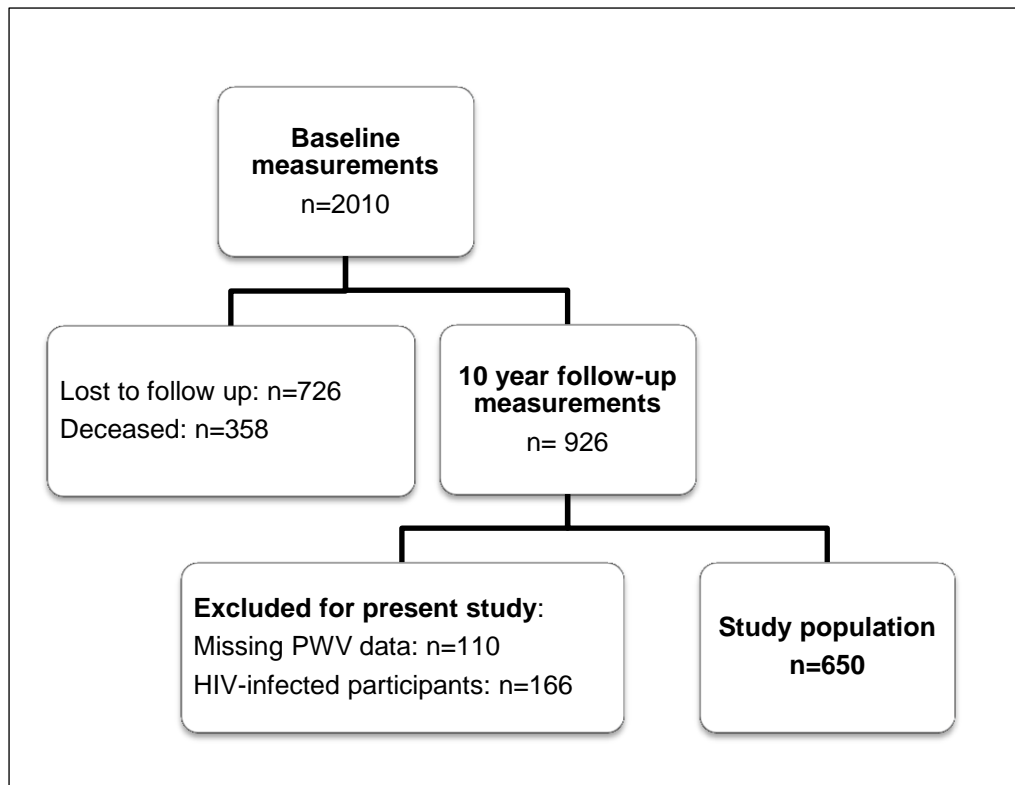 Baseline
measurements
n=2010
Lost to follow up: n=726
Deceased: n=358
10 year follow-up
measurements
n= 926
Excluded for present study:
Missing PWV data: n=110
HIV-infected participants: n=166
Study population
n=650